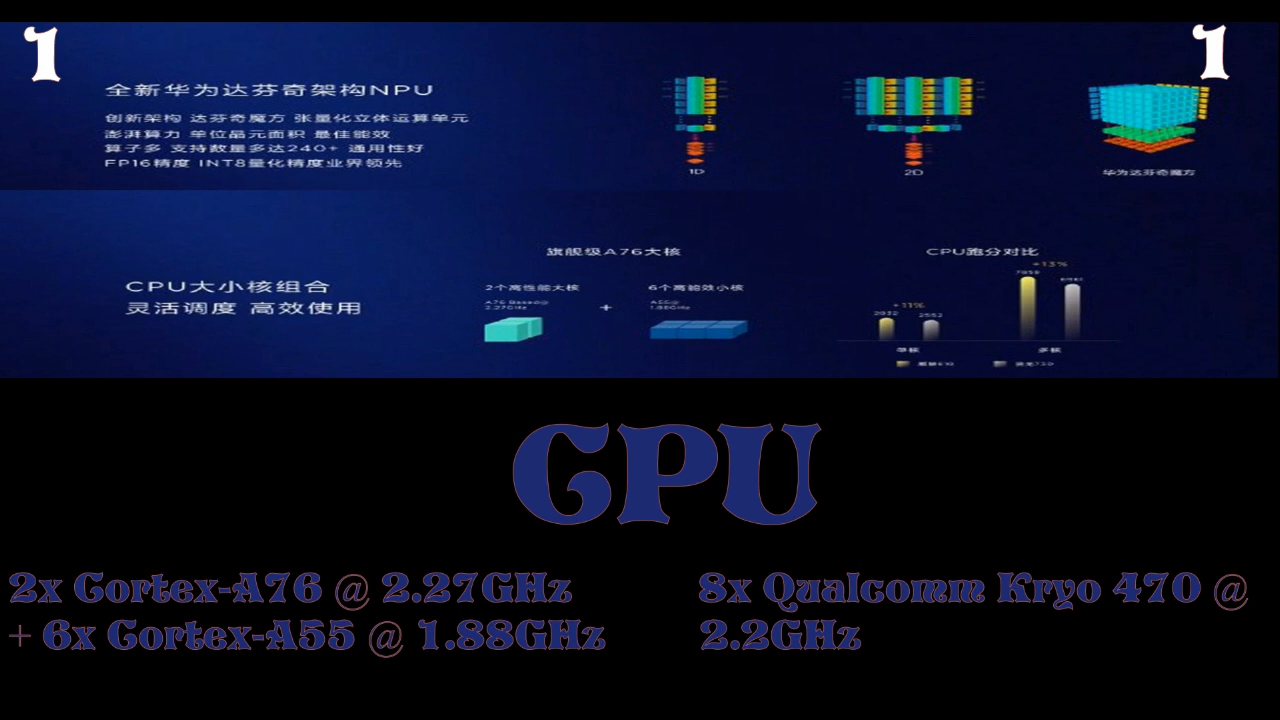 1
1
全新华为达芬奇架构NPU
创新架构 达芬奇魔方 张量化立体运算单元
澎湃算力 单位晶元面积 最佳能效
算子多 支持数量多达240+ 通用性好
FP16精度 INT8量化精度业界领先
1D
2D
华为达芬奇魔方
CPU大小核组合
灵活调度 高效使用
旗舰级A76大核
2个高性能大核
A76 Based@
2.27GHz
+
6个高能效小核
A55@
1.88GHz
CPU跑分对比
+13%
+11%
单核
多核
CPU
2x Cortex-A76 @ 2.27GHz
+ 6x Cortex-A55 @ 1.88GHz
8x Qualcomm Kryo 470 @
2.2GHz